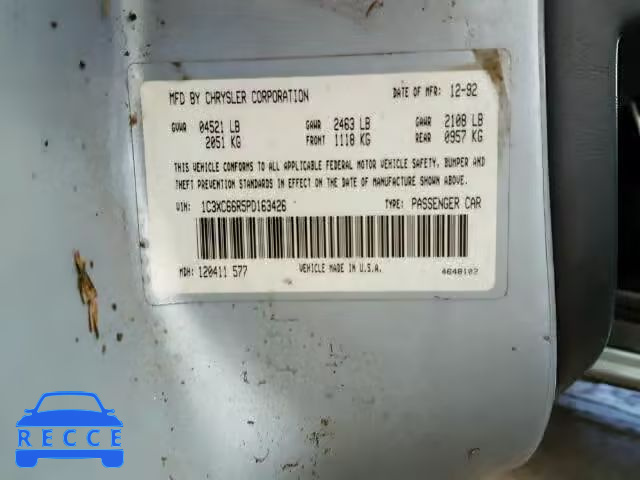 MFD BY CHRYSLER CORPORATION DATE OF MFR: 12-92
GVWR 04521 LB GAWR 2463 LB GAWR 2108 LB
2051 KG FRONT 1118 KG REAR 0957 KG
THIS VEHICLE CONFORMS TO ALL APPLICABLE FEDERAL MOTOR VEHICLE SAFETY, BUMPER AND
THEFT PREVENTION STANDARDS IN EFFECT ON THE DATE OF MANUFACTURE SHOWN ABOVE.
VIN: 1C3XC66R5PD163426 TYPE: PASSENGER CAR
MDH: 120411 577 VEHICLE MADE IN U.S.A. 4648102
RECCE